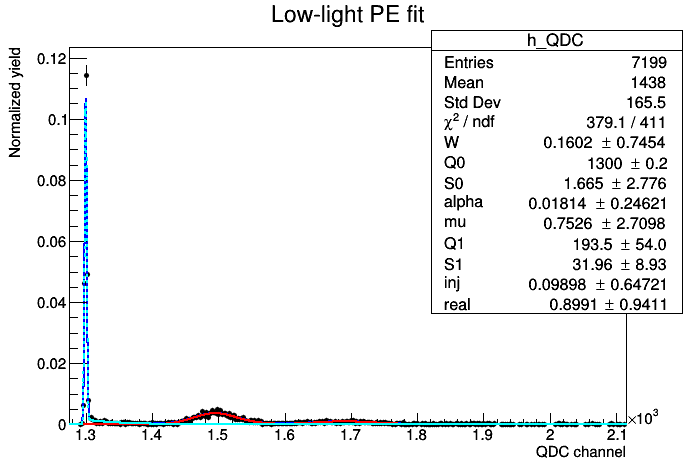 Low-light PE fit
h_QDC
Entries 7199
Mean 1438
Std Dev 165.5
χ² / ndf 379.1 / 411
W 0.1602 ± 0.7454
Q0 1300 ± 0.2
S0 1.665 ± 2.776
alpha 0.01814 ± 0.24621
mu 0.7526 ± 2.7098
Q1 193.5 ± 54.0
S1 31.96 ± 8.93
inj 0.09898 ± 0.64721
real 0.8991 ± 0.9411
Normalized yield
0.12
0.1
0.08
0.06
0.04
0.02
0
1.3 1.4 1.5 1.6 1.7 1.8 1.9 2 2.1
×10³
QDC channel